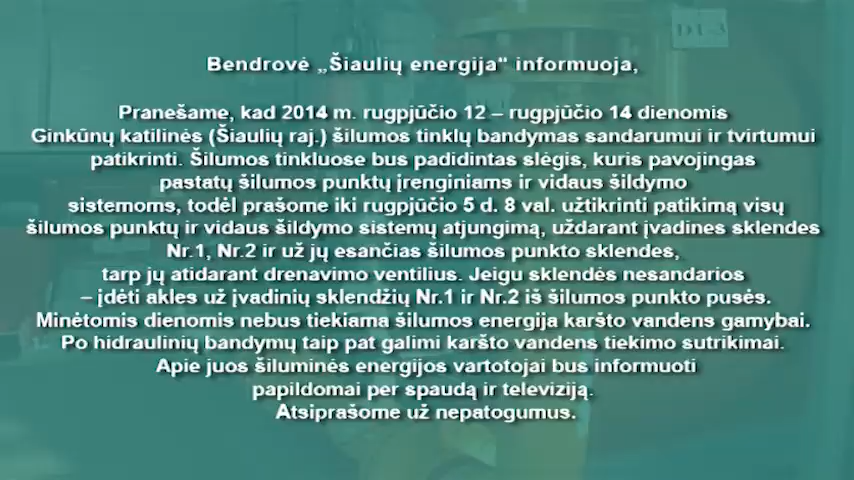 D1-3
Bendrovė „Šiaulių energija“ informuoja,
Pranešame, kad 2014 m. rugpjūčio 12 – rugpjūčio 14 dienomis
Ginkūnų katilinės (Šiaulių raj.) šilumos tinklų bandymas sandarumui ir tvirtumui
patikrinti. Šilumos tinkluose bus padidintas slėgis, kuris pavojingas
pastatų šilumos punktų įrenginiams ir vidaus šildymo
sistemoms, todėl prašome iki rugpjūčio 5 d. 8 val. užtikrinti patikimą visų
šilumos punktų ir vidaus šildymo sistemų atjungimą, uždarant įvadines sklendes
Nr.1, Nr.2 ir už jų esančias šilumos punkto sklendes,
tarp jų atidarant drenavimo ventilius. Jeigu sklendės nesandarios
– įdėti akles už įvadinių sklendžių Nr.1 ir Nr.2 iš šilumos punkto pusės.
Minėtomis dienomis nebus tiekiama šilumos energija karšto vandens gamybai.
Po hidraulinių bandymų taip pat galimi karšto vandens tiekimo sutrikimai.
Apie juos šiluminės energijos vartotojai bus informuoti
papildomai per spaudą ir televiziją.
Atsiprašome už nepatogumus.